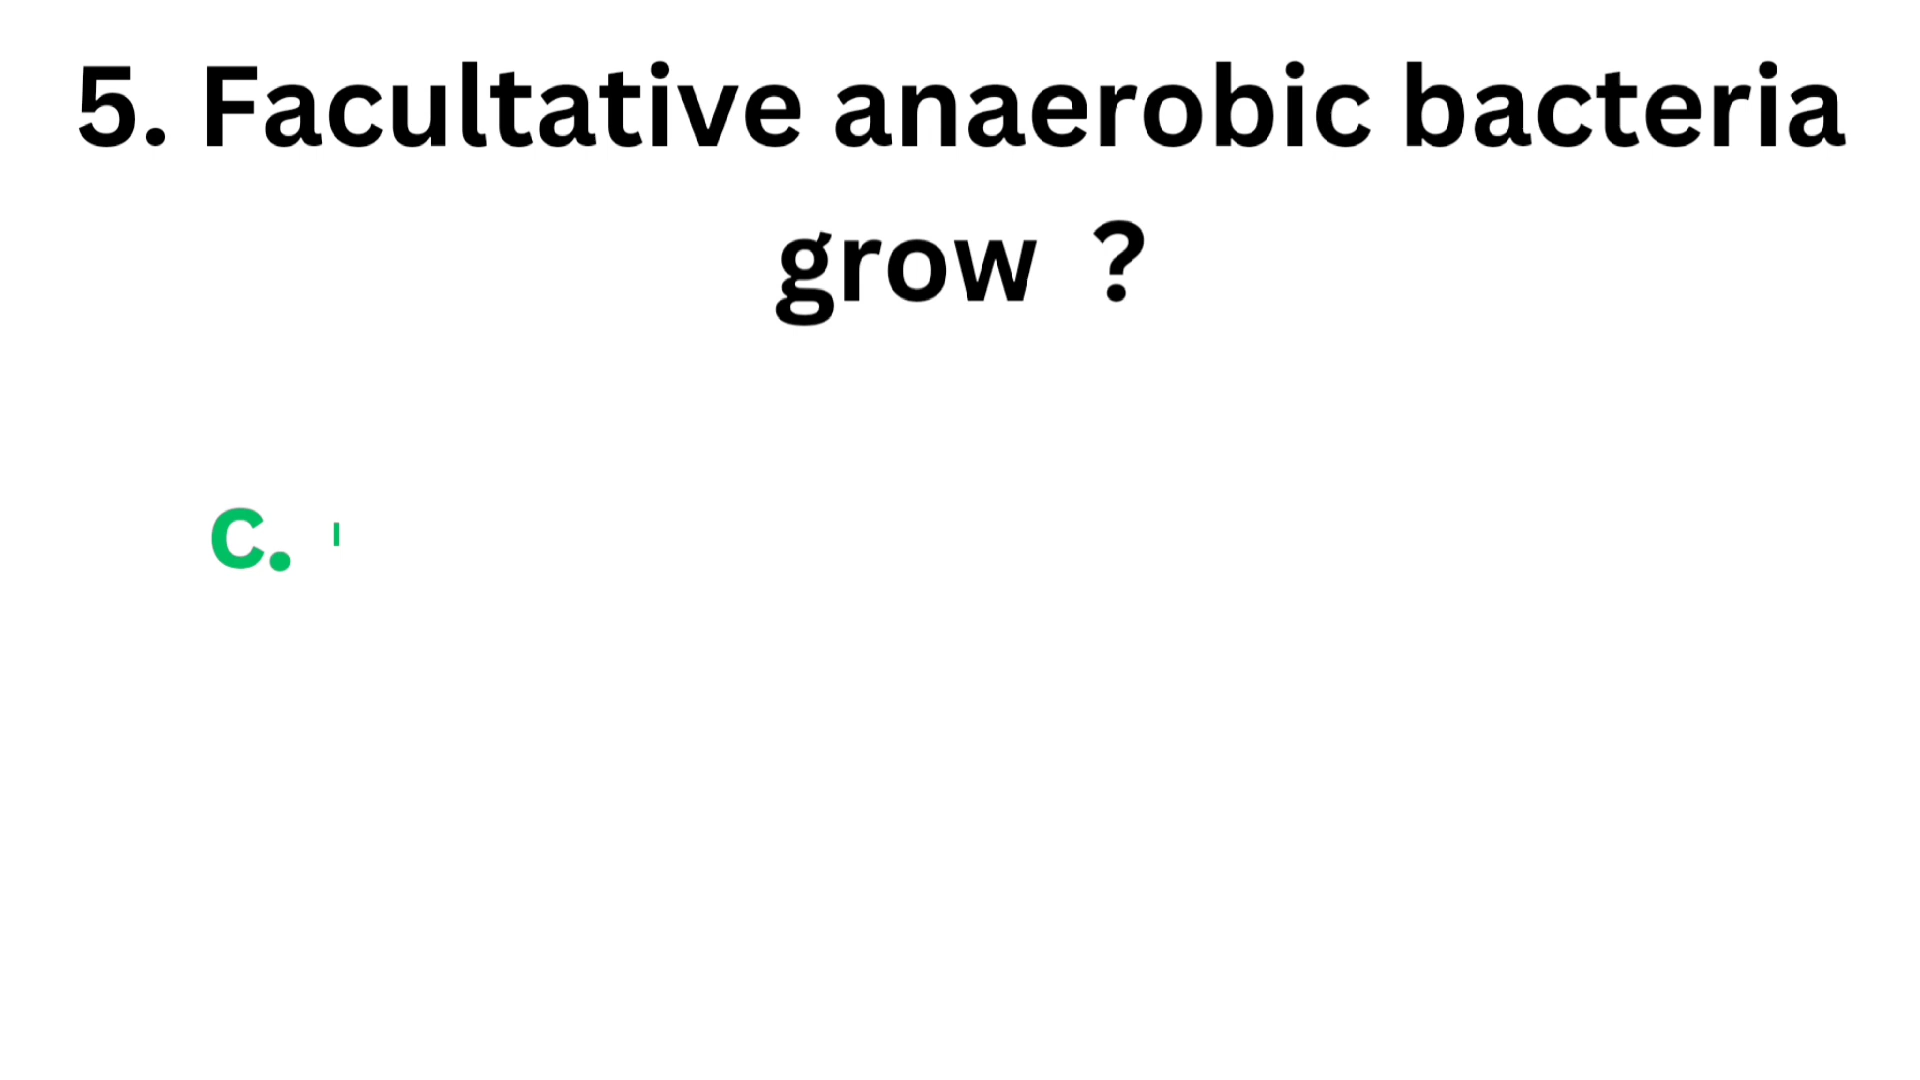 5. Facultative anaerobic bacteria
grow ?
c.